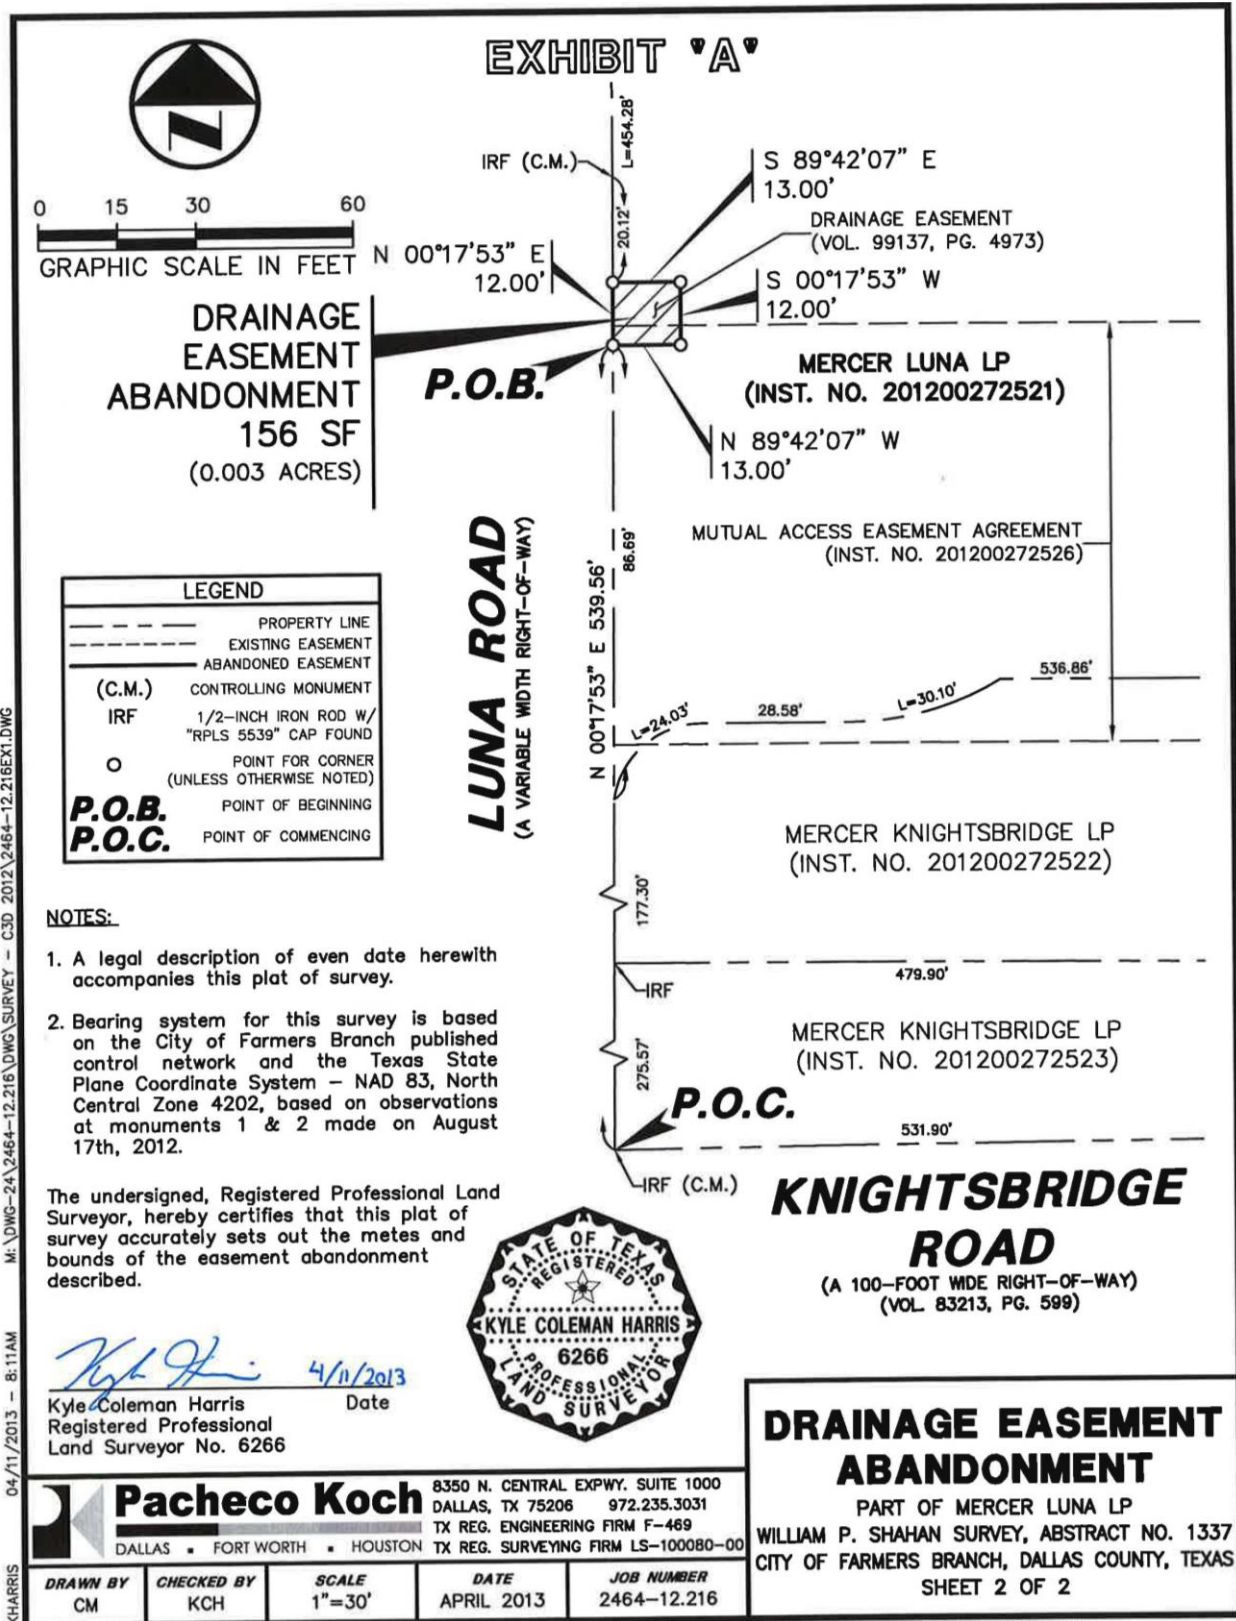 EXHIBIT "A"
0 15 30 60
GRAPHIC SCALE IN FEET
L=454.28'
IRF (C.M.)
20.12'
S 89°42'07" E
13.00'
DRAINAGE EASEMENT
(VOL. 99137, PG. 4973)
N 00°17'53" E
12.00'
S 00°17'53" W
12.00'
DRAINAGE
EASEMENT
ABANDONMENT
156 SF
(0.003 ACRES)
P.O.B.
MERCER LUNA LP
(INST. NO. 201200272521)
N 89°42'07" W
13.00'
MUTUAL ACCESS EASEMENT AGREEMENT
(INST. NO. 201200272526)
LUNA ROAD
(A VARIABLE WIDTH RIGHT-OF-WAY)
N 00°17'53" E 539.56'
86.69'
L=24.03'
28.58'
L=30.10'
536.86'
LEGEND
PROPERTY LINE
EXISTING EASEMENT
ABANDONED EASEMENT
(C.M.) CONTROLLING MONUMENT
IRF 1/2-INCH IRON ROD W/
"RPLS 5539" CAP FOUND
POINT FOR CORNER
(UNLESS OTHERWISE NOTED)
P.O.B. POINT OF BEGINNING
P.O.C. POINT OF COMMENCING
MERCER KNIGHTSBRIDGE LP
(INST. NO. 201200272522)
177.30'
479.90'
IRF
MERCER KNIGHTSBRIDGE LP
(INST. NO. 201200272523)
275.57'
P.O.C.
531.90'
IRF (C.M.)
KNIGHTSBRIDGE
ROAD
(A 100-FOOT WIDE RIGHT-OF-WAY)
(VOL. 83213, PG. 599)
NOTES:
1. A legal description of even date herewith
accompanies this plat of survey.
2. Bearing system for this survey is based
on the City of Farmers Branch published
control network and the Texas State
Plane Coordinate System – NAD 83, North
Central Zone 4202, based on observations
at monuments 1 & 2 made on August
17th, 2012.
The undersigned, Registered Professional Land
Surveyor, hereby certifies that this plat of
survey accurately sets out the metes and
bounds of the easement abandonment
described.
4/11/2013
Kyle Coleman Harris Date
Registered Professional
Land Surveyor No. 6266
STATE OF TEXAS
REGISTERED
KYLE COLEMAN HARRIS
6266
PROFESSIONAL
LAND SURVEYOR
Pacheco Koch
DALLAS FORT WORTH HOUSTON
8350 N. CENTRAL EXPWY. SUITE 1000
DALLAS, TX 75206 972.235.3031
TX REG. ENGINEERING FIRM F-469
TX REG. SURVEYING FIRM LS-100080-00
DRAWN BY CHECKED BY SCALE DATE JOB NUMBER
CM KCH 1"=30' APRIL 2013 2464-12.216
DRAINAGE EASEMENT
ABANDONMENT
PART OF MERCER LUNA LP
WILLIAM P. SHAHAN SURVEY, ABSTRACT NO. 1337
CITY OF FARMERS BRANCH, DALLAS COUNTY, TEXAS
SHEET 2 OF 2
KHARRIS 04/11/2013 - 8:11AM M:\DWG-24\2464-12.216\DWG\SURVEY - C3D 2012\2464-12.216EX1.DWG